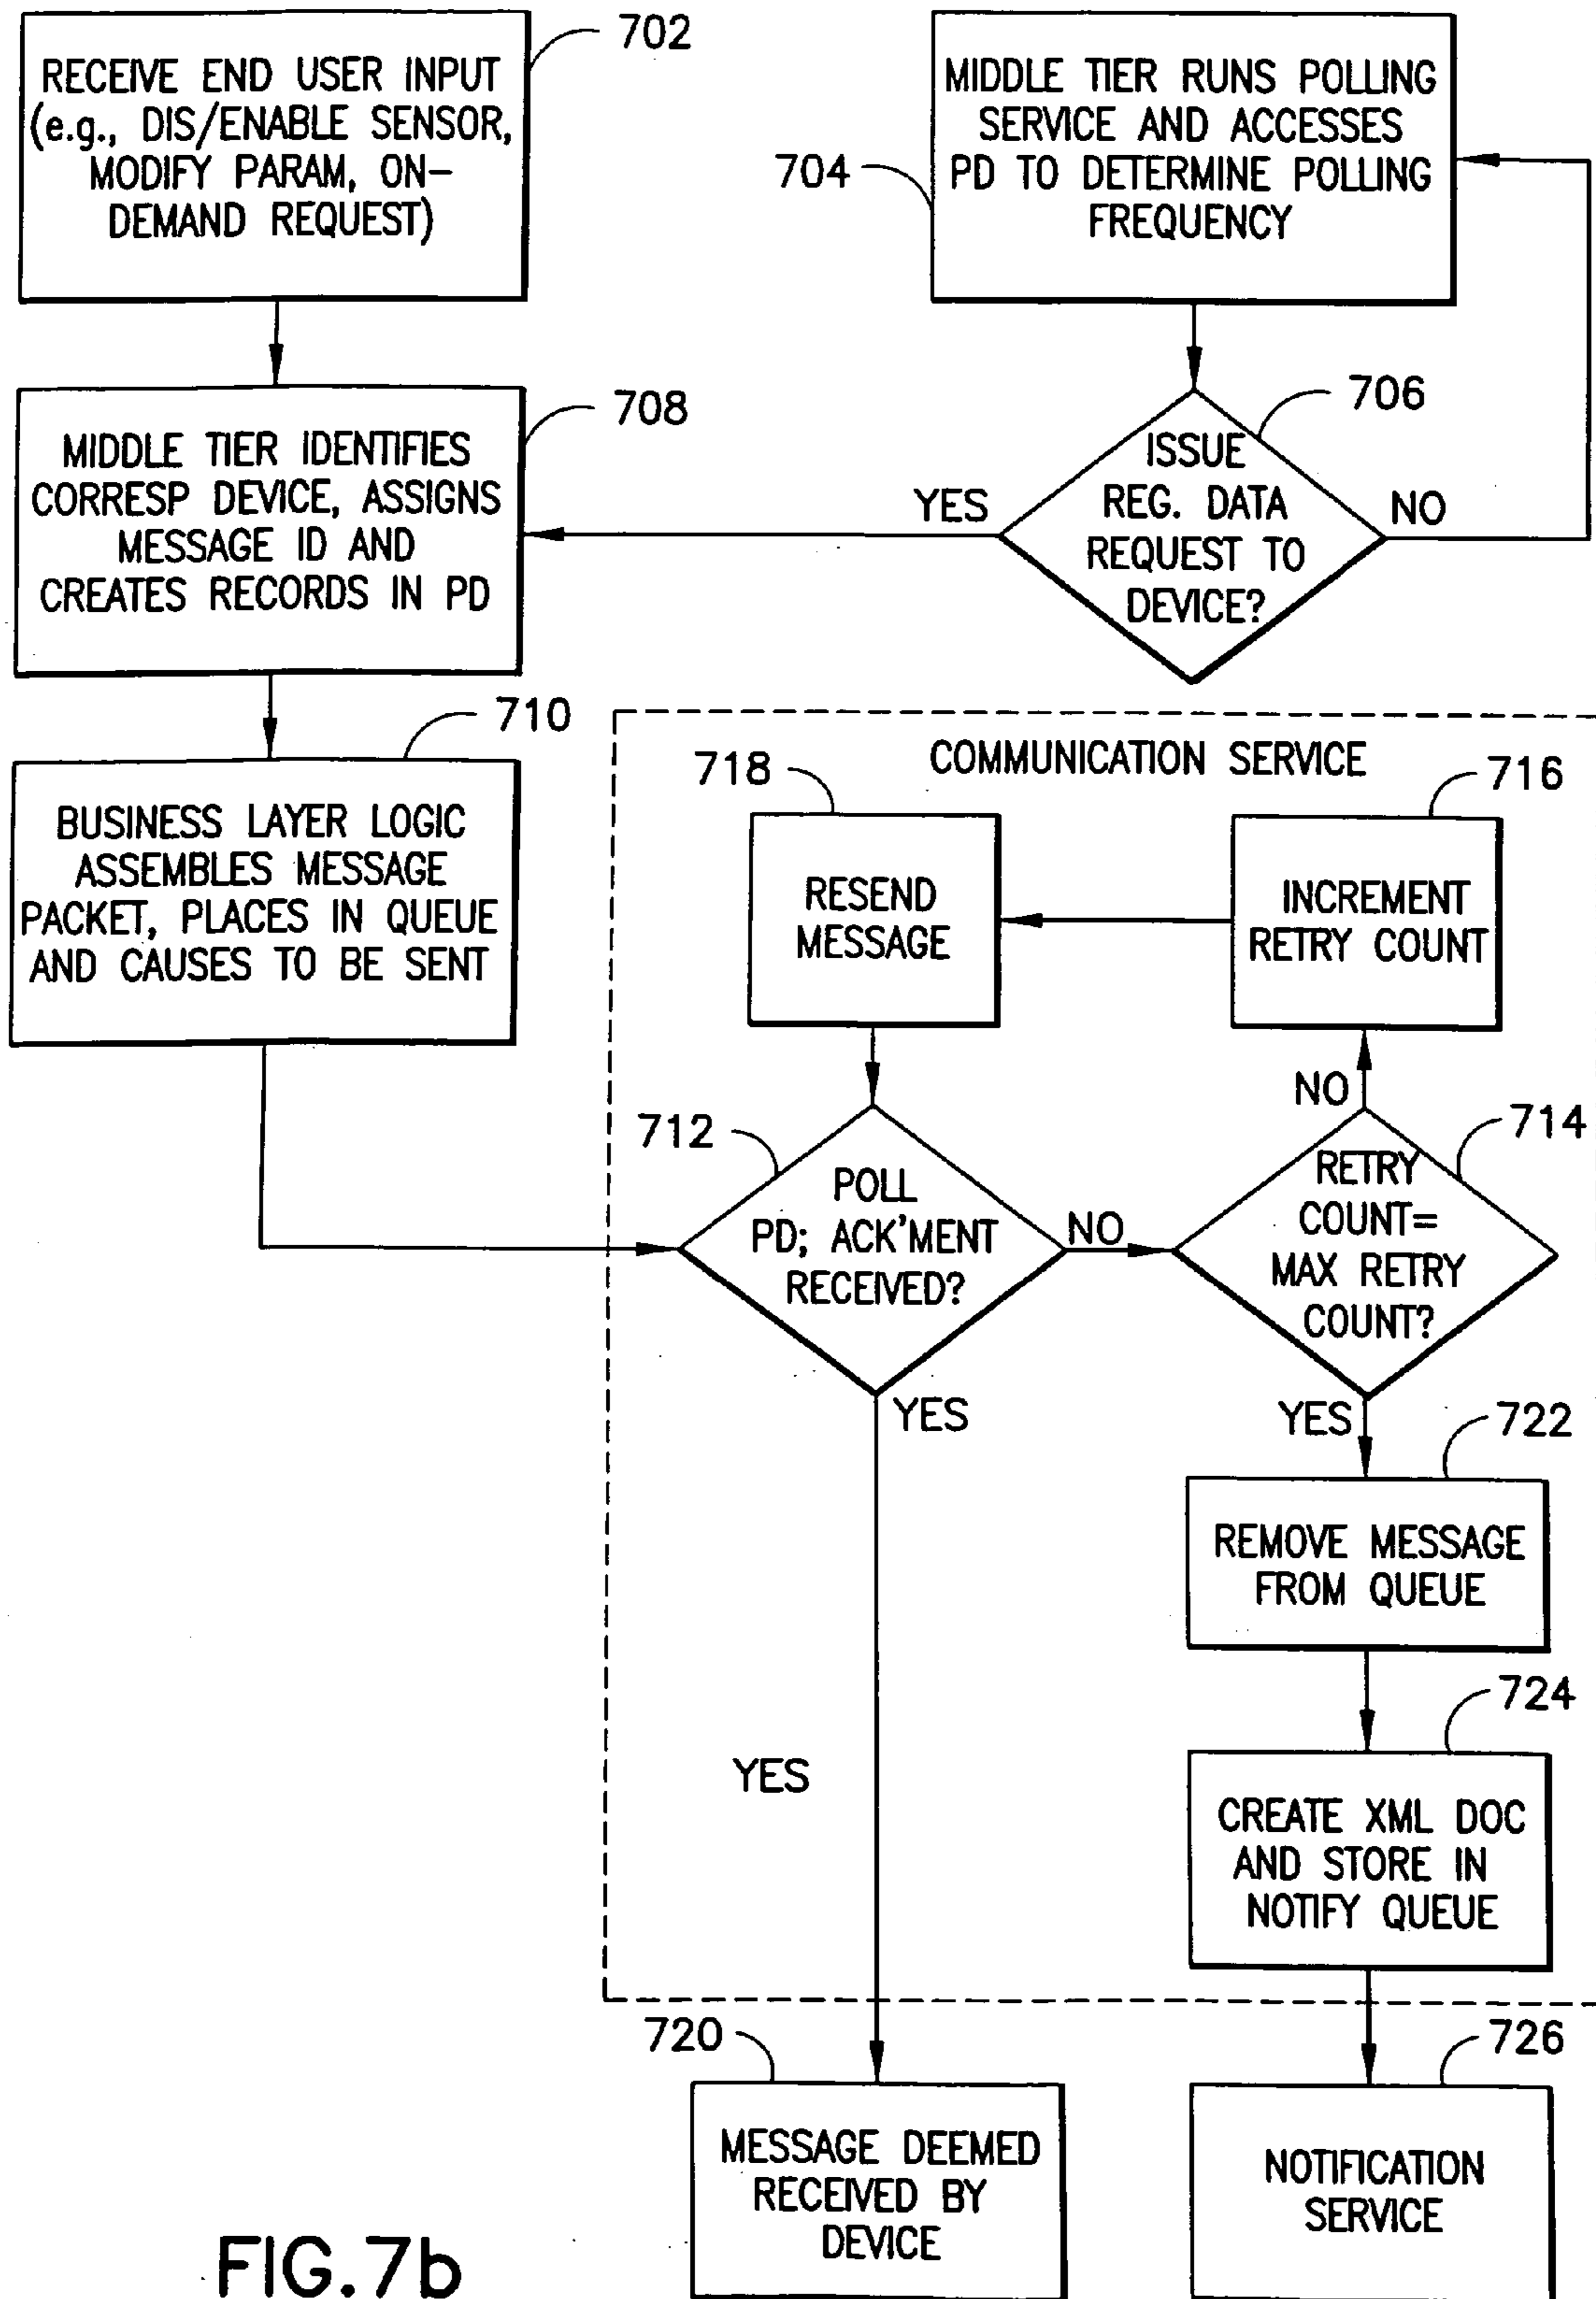 702
RECEIVE END USER INPUT
(e.g., DIS/ENABLE SENSOR,
MODIFY PARAM, ON-
DEMAND REQUEST)
704
MIDDLE TIER RUNS POLLING
SERVICE AND ACCESSES
PD TO DETERMINE POLLING
FREQUENCY
706
ISSUE
REG. DATA
REQUEST TO
DEVICE?
YES
NO
708
MIDDLE TIER IDENTIFIES
CORRESP DEVICE, ASSIGNS
MESSAGE ID AND
CREATES RECORDS IN PD
710
BUSINESS LAYER LOGIC
ASSEMBLES MESSAGE
PACKET, PLACES IN QUEUE
AND CAUSES TO BE SENT
COMMUNICATION SERVICE
718
RESEND
MESSAGE
716
INCREMENT
RETRY COUNT
NO
712
POLL
PD; ACK'MENT
RECEIVED?
NO
714
RETRY
COUNT=
MAX RETRY
COUNT?
YES
YES
722
REMOVE MESSAGE
FROM QUEUE
724
CREATE XML DOC
AND STORE IN
NOTIFY QUEUE
YES
720
MESSAGE DEEMED
RECEIVED BY
DEVICE
726
NOTIFICATION
SERVICE
FIG.7b